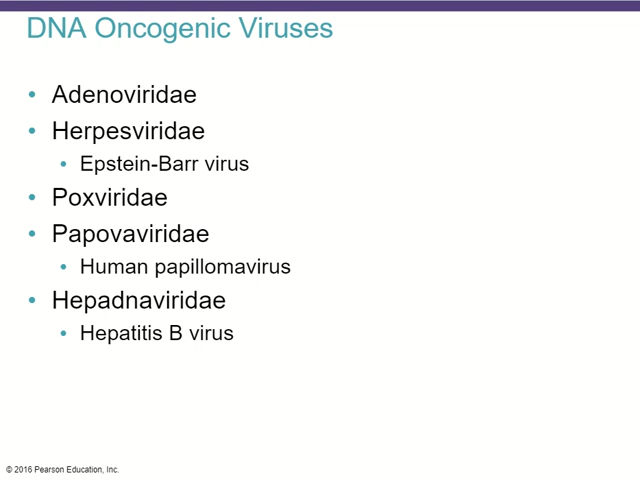 DNA Oncogenic Viruses
• Adenoviridae
• Herpesviridae
• Epstein-Barr virus
• Poxviridae
• Papovaviridae
• Human papillomavirus
• Hepadnaviridae
• Hepatitis B virus
© 2016 Pearson Education, Inc.